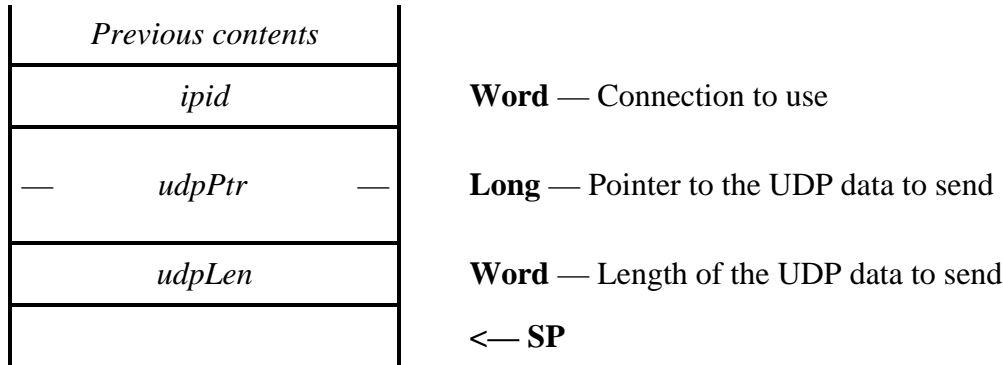 Previous contents
ipid Word — Connection to use
— udpPtr — Long — Pointer to the UDP data to send
udpLen Word — Length of the UDP data to send
<— SP